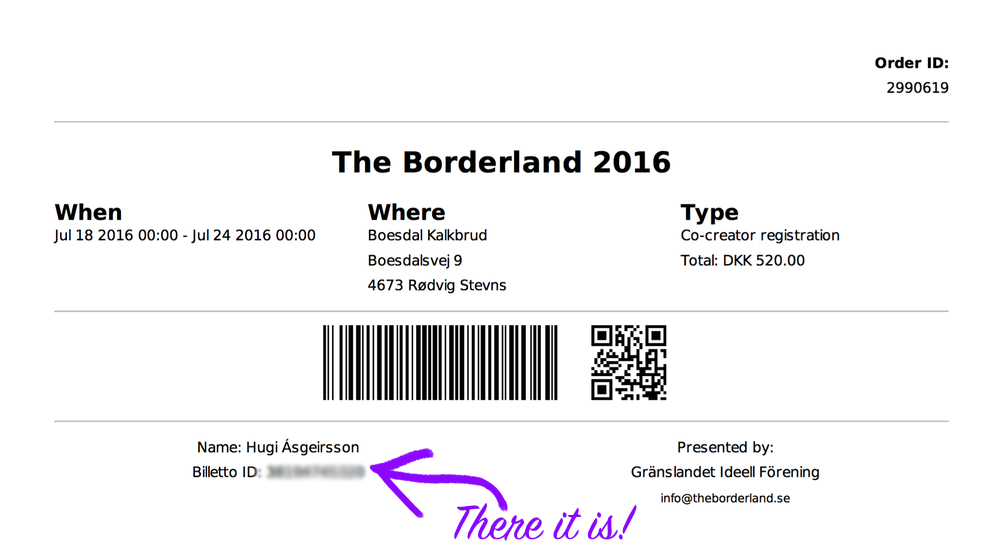 Order ID:
2990619
The Borderland 2016
When
Jul 18 2016 00:00 - Jul 24 2016 00:00
Where
Boesdal Kalkbrud
Boesdalsvej 9
4673 Rødvig Stevns
Type
Co-creator registration
Total: DKK 520.00
Name: Hugi Ásgeirsson
Billetto ID:
There it is!
Presented by:
Gränslandet Ideell Förening
info@theborderland.se